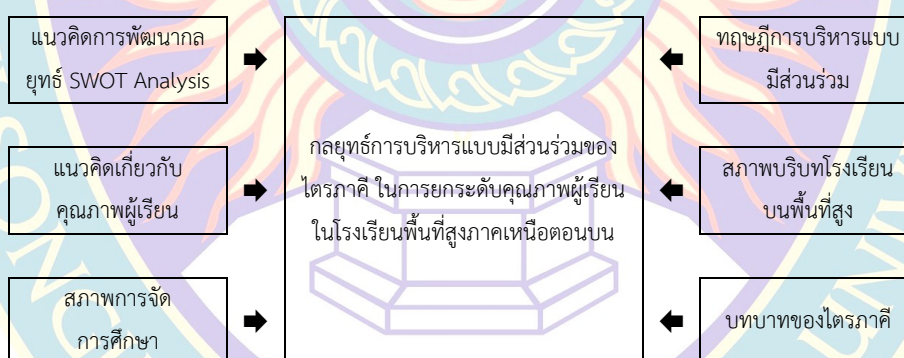 แนวคิดการพัฒนากล
ยุทธ์ SWOT Analysis
แนวคิดเกี่ยวกับ
คุณภาพผู้เรียน
สภาพการจัด
การศึกษา
กลยุทธ์การบริหารแบบมีส่วนร่วมของ
ไตรภาคี ในการยกระดับคุณภาพผู้เรียน
ในโรงเรียนพื้นที่สูงภาคเหนือตอนบน
ทฤษฎีการบริหารแบบ
มีส่วนร่วม
สภาพบริบทโรงเรียน
บนพื้นที่สูง
บทบาทของไตรภาคี